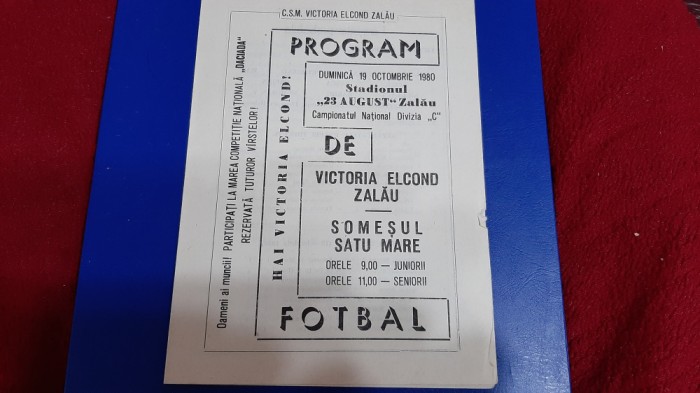 C.S.M. VICTORIA ELCOND ZALĂU
Oameni ai muncii! PARTICIPAȚI LA MAREA COMPETIȚIE NAȚIONALĂ „DACIADA"
REZERVATĂ TUTUROR VÎRSTELOR!
HAI VICTORIA ELCOND!
PROGRAM
DUMINICĂ 19 OCTOMBRIE 1980
Stadionul
„23 AUGUST" Zalău
Campionatul Național Divizia „C"
DE
VICTORIA ELCOND
ZALĂU
—
SOMEȘUL
SATU MARE
ORELE 9,00 — JUNIORII
ORELE 11,00 — SENIORII
FOTBAL